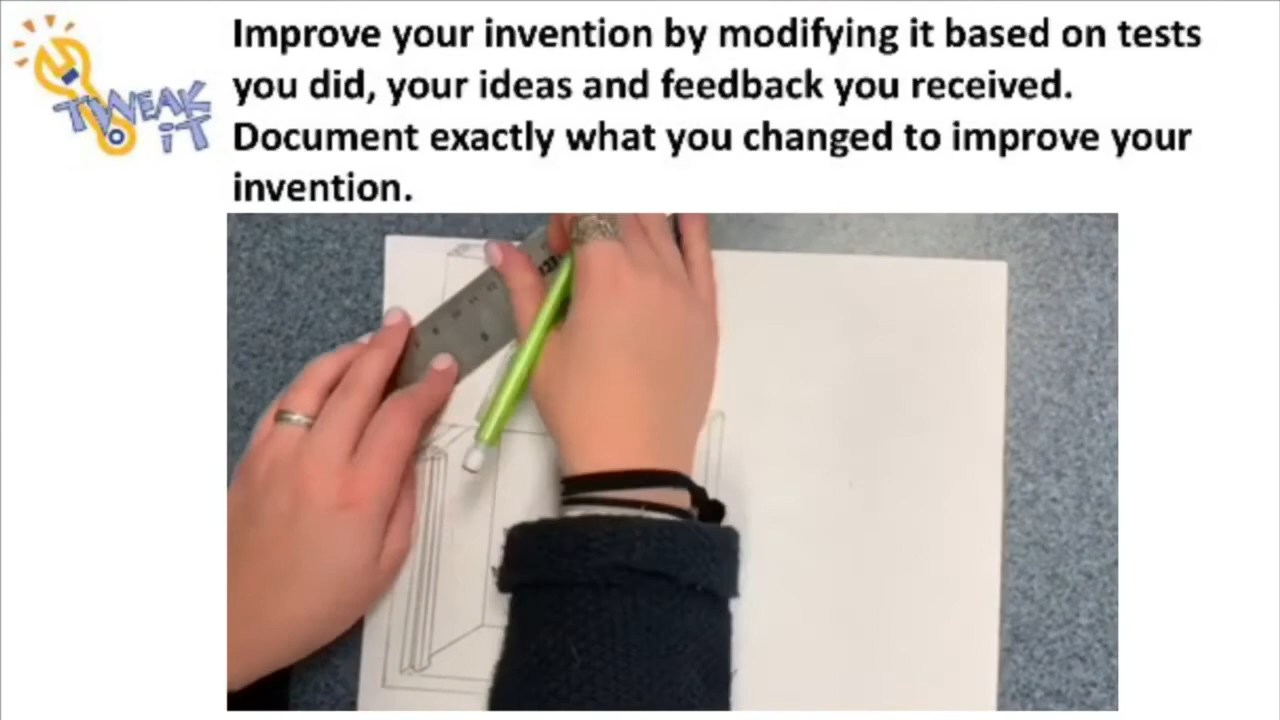 Improve your invention by modifying it based on tests
you did, your ideas and feedback you received.
Document exactly what you changed to improve your
invention.
TWEAK
iT